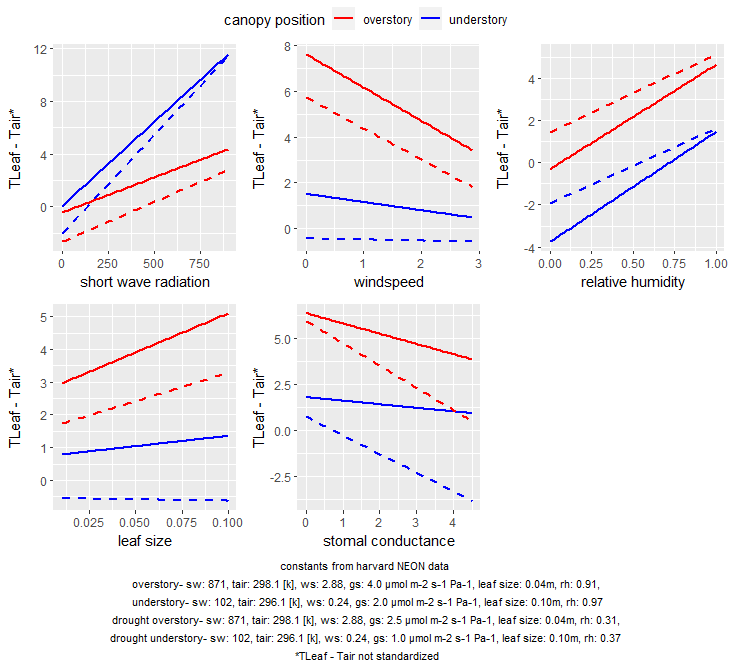 canopy position overstory understory
TLeaf - Tair*
12
8
4
0
0 250 500 750
short wave radiation
TLeaf - Tair*
8
6
4
2
0
0 1 2 3
windspeed
TLeaf - Tair*
4
2
0
-2
-4
0.00 0.25 0.50 0.75 1.00
relative humidity
TLeaf - Tair*
5
4
3
2
1
0
0.025 0.050 0.075 0.100
leaf size
TLeaf - Tair*
5.0
2.5
0.0
-2.5
0 1 2 3 4
stomal conductance
constants from harvard NEON data
overstory- sw: 871, tair: 298.1 [k], ws: 2.88, gs: 4.0 µmol m-2 s-1 Pa-1, leaf size: 0.04m, rh: 0.91,
understory- sw: 102, tair: 296.1 [k], ws: 0.24, gs: 2.0 µmol m-2 s-1 Pa-1, leaf size: 0.10m, rh: 0.97
drought overstory- sw: 871, tair: 298.1 [k], ws: 2.88, gs: 2.5 µmol m-2 s-1 Pa-1, leaf size: 0.04m, rh: 0.31,
drought understory- sw: 102, tair: 296.1 [k], ws: 0.24, gs: 1.0 µmol m-2 s-1 Pa-1, leaf size: 0.10m, rh: 0.37
*TLeaf - Tair not standardized